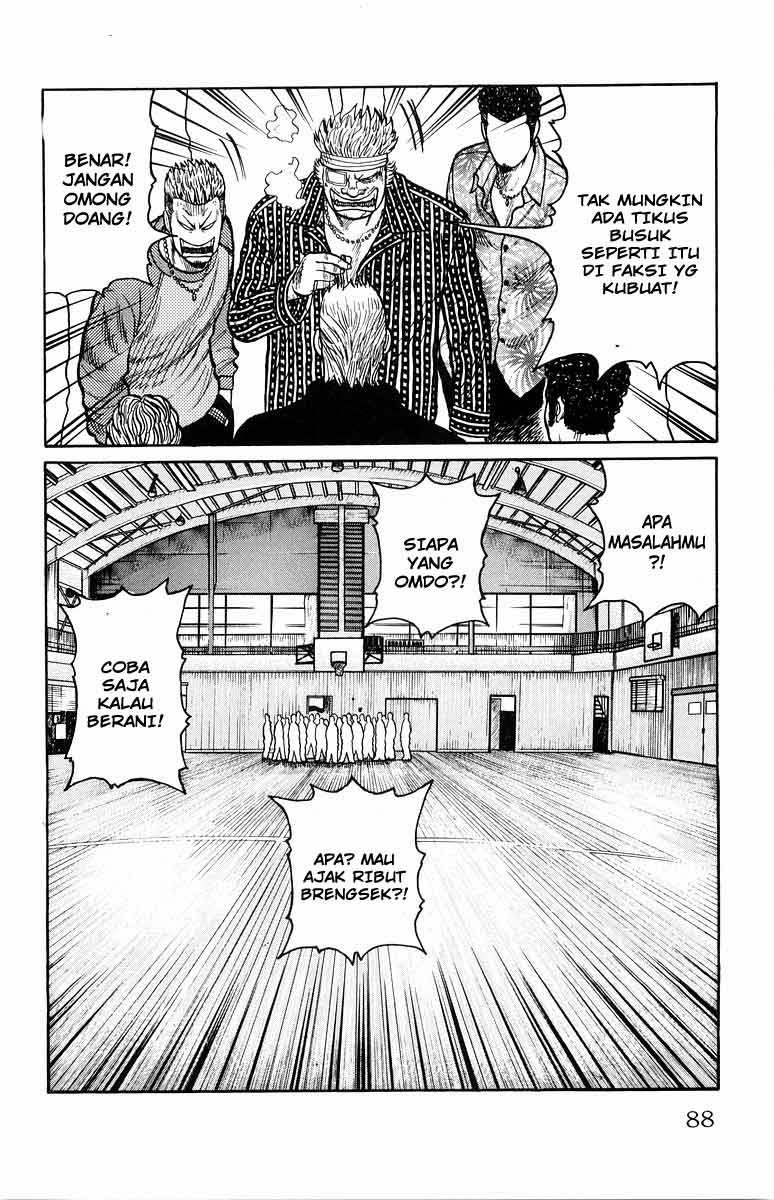 TAK MUNGKIN
ADA TIKUS
BUSUK
SEPERTI ITU
DI FAKSI YG
KUBUAT!
BENAR!
JANGAN
OMONG
DOANG!
APA
MASALAHMU
?!
SIAPA
YANG
OMDO?!
COBA
SAJA
KALAU
BERANI!
APA? MAU
AJAK RIBUT
BRENGSEK?!
88